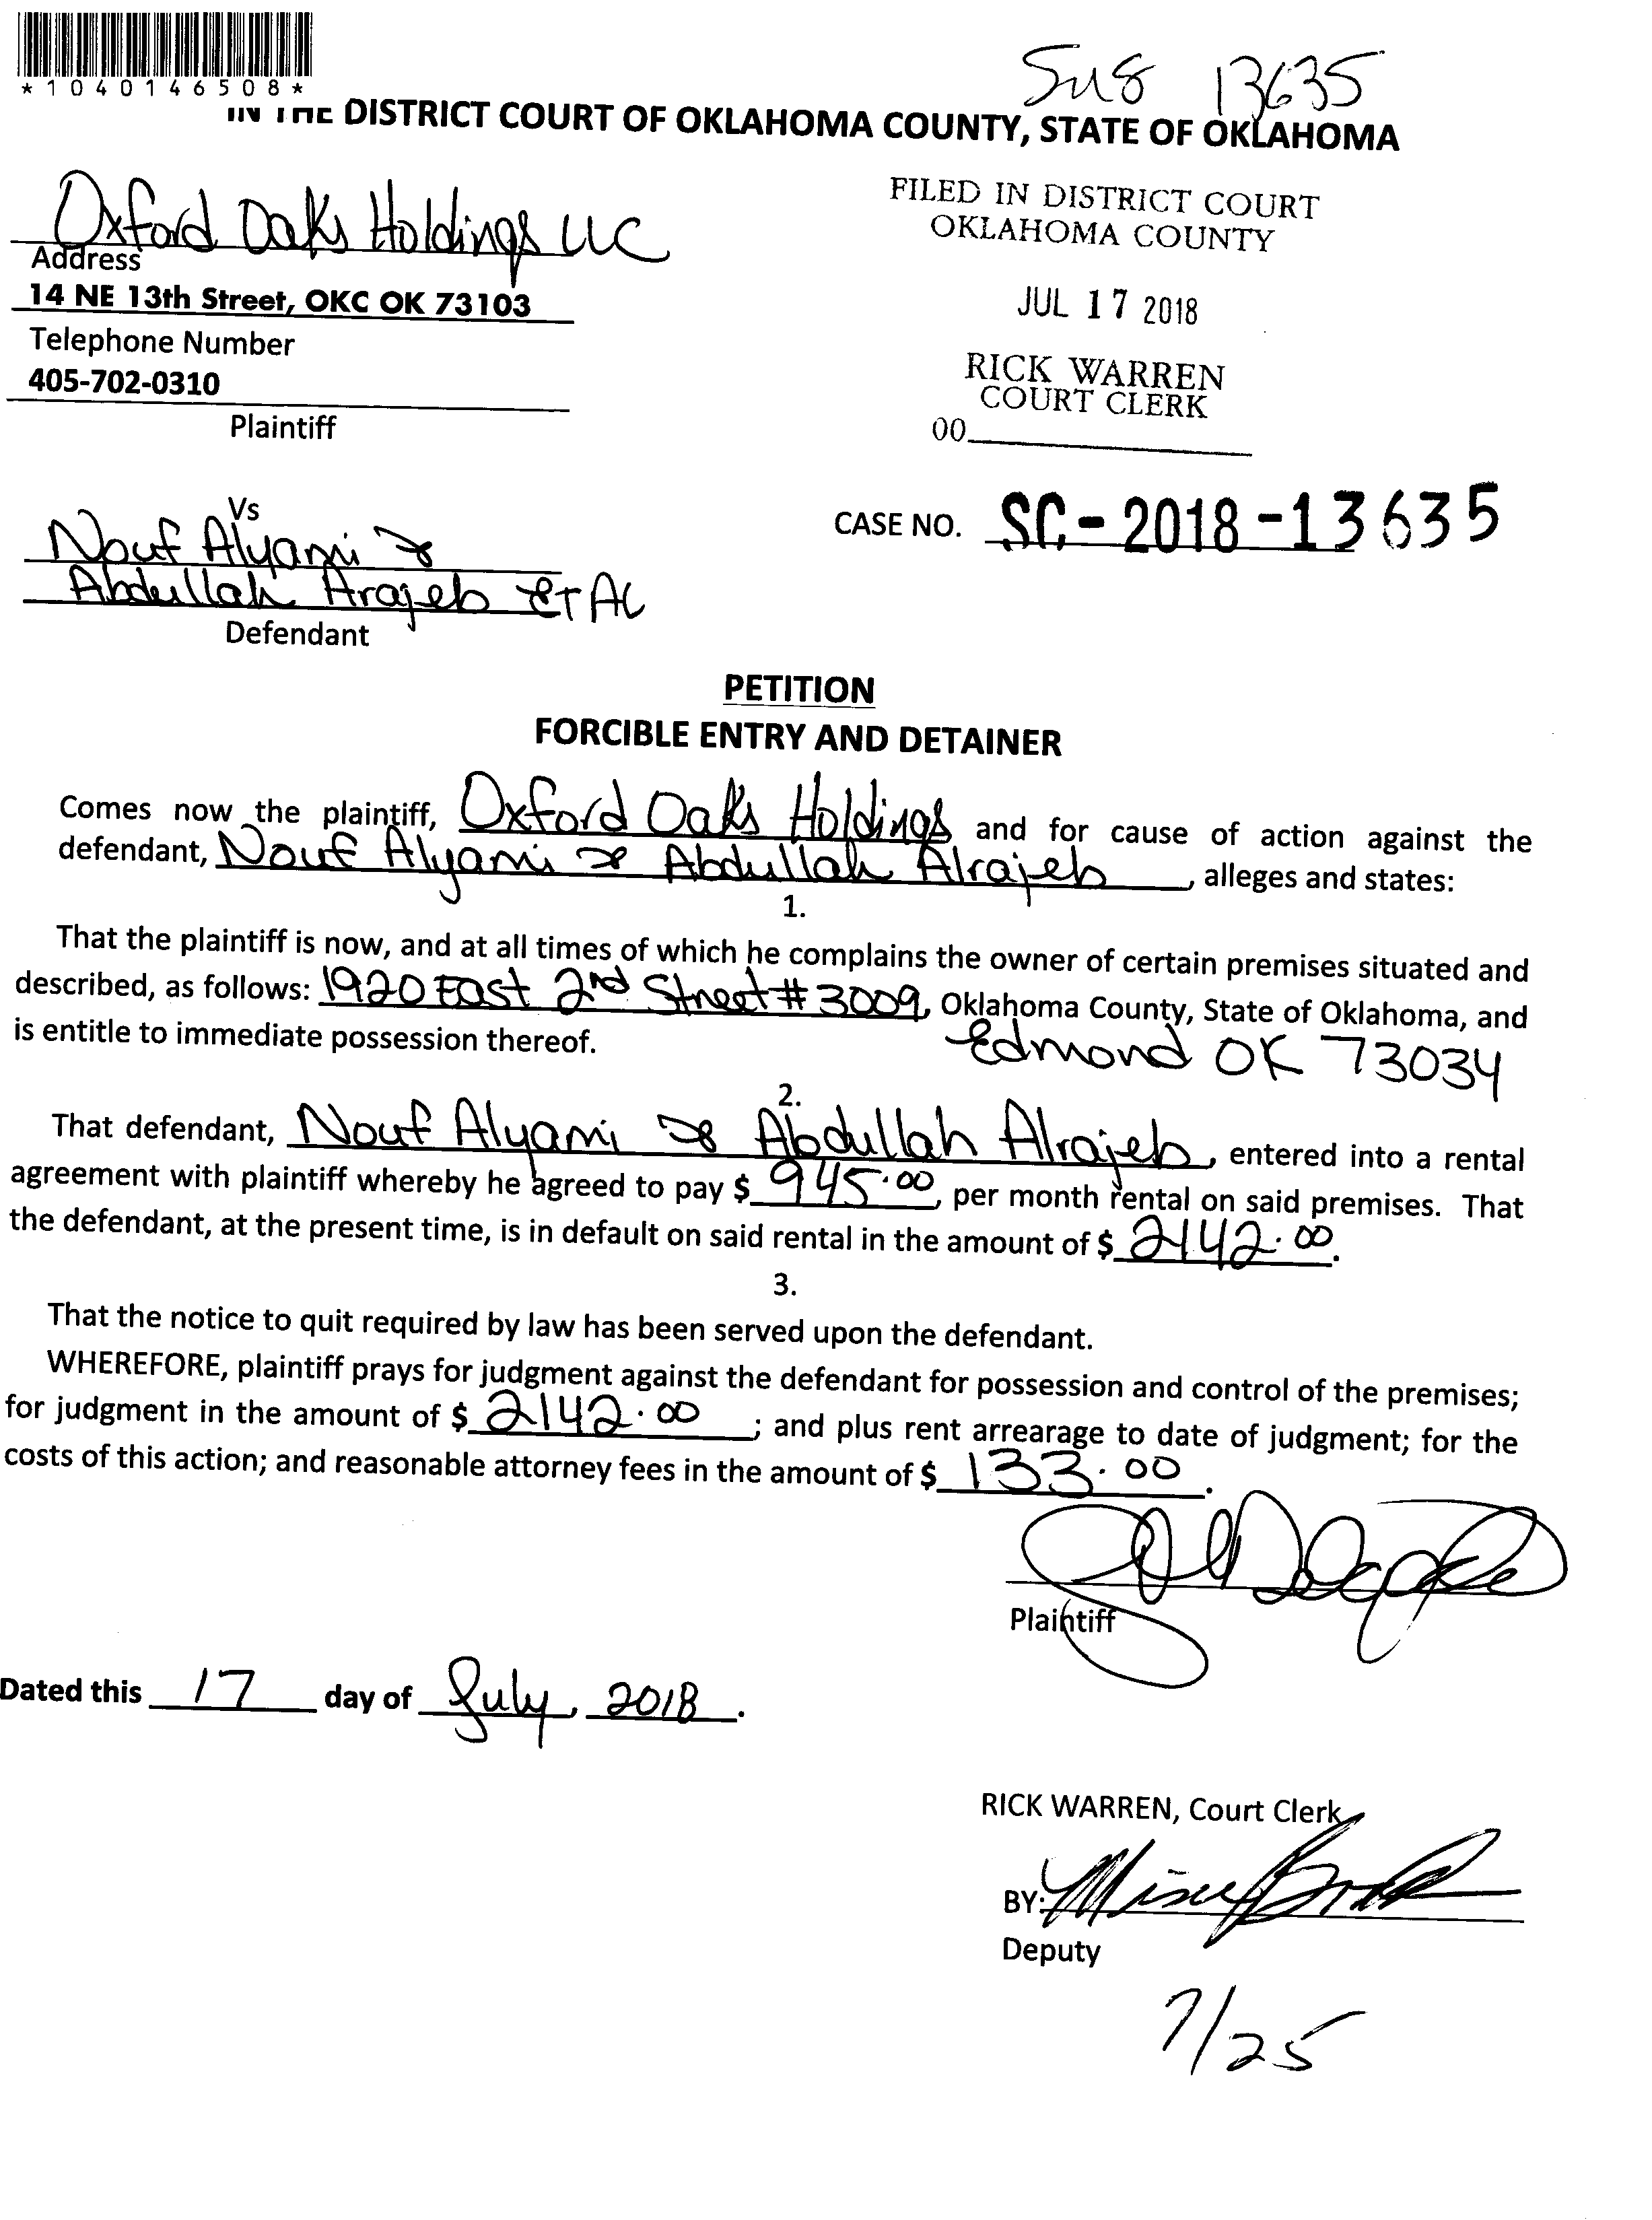 *1040146508*
13635
IN THE DISTRICT COURT OF OKLAHOMA COUNTY, STATE OF OKLAHOMA
Oxford Oaks Holdings LLC
Address
14 NE 13th Street, OKC OK 73103
Telephone Number
405-702-0310
Plaintiff
FILED IN DISTRICT COURT
OKLAHOMA COUNTY
JUL 17 2018
RICK WARREN
COURT CLERK
00
Vs
Nouf Alyami &
Abdullah Arajeb ET AL
Defendant
CASE NO. SC-2018-13635
PETITION
FORCIBLE ENTRY AND DETAINER
Comes now the plaintiff, Oxford Oaks Holdings and for cause of action against the
defendant, Nouf Alyami & Abdullah Alrajeb, alleges and states:
1.
That the plaintiff is now, and at all times of which he complains the owner of certain premises situated and
described, as follows: 1920 East 2nd Street #3009, Oklahoma County, State of Oklahoma, and
is entitle to immediate possession thereof. Edmond OK 73034
2.
That defendant, Nouf Alyami & Abdullah Alrajeb, entered into a rental
agreement with plaintiff whereby he agreed to pay $ 945.00, per month rental on said premises. That
the defendant, at the present time, is in default on said rental in the amount of $ 2142.00.
3.
That the notice to quit required by law has been served upon the defendant.
WHEREFORE, plaintiff prays for judgment against the defendant for possession and control of the premises;
for judgment in the amount of $ 2142.00 ; and plus rent arrearage to date of judgment; for the
costs of this action; and reasonable attorney fees in the amount of $ 133.00.
Plaintiff
Dated this 17 day of July, 2018.
RICK WARREN, Court Clerk
BY:
Deputy
7/25